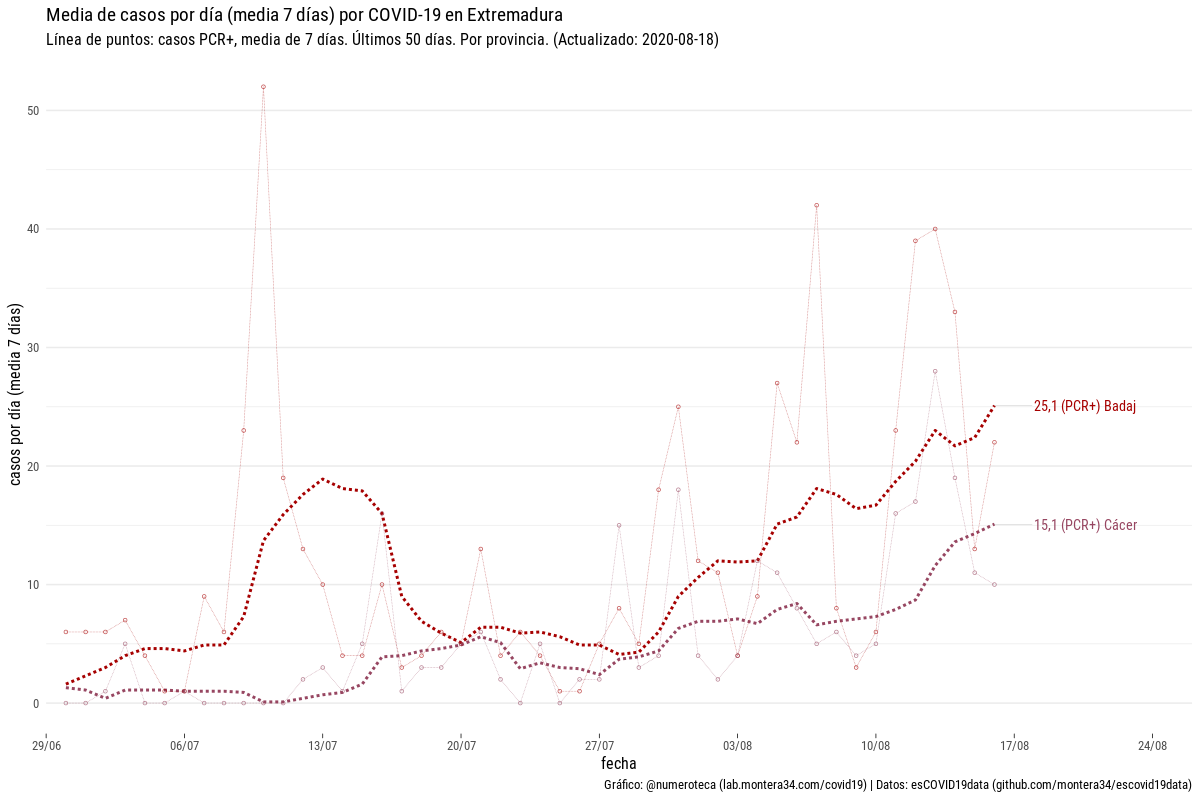 Media de casos por día (media 7 días) por COVID-19 en Extremadura
Línea de puntos: casos PCR+, media de 7 días. Últimos 50 días. Por provincia. (Actualizado: 2020-08-18)
casos por día (media 7 días)
50
40
30
20
10
0
25,1 (PCR+) Badaj
15,1 (PCR+) Cácer
29/06
06/07
13/07
20/07
27/07
03/08
10/08
17/08
24/08
fecha
Gráfico: @numeroteca (lab.montera34.com/covid19) | Datos: esCOVID19data (github.com/montera34/escovid19data)